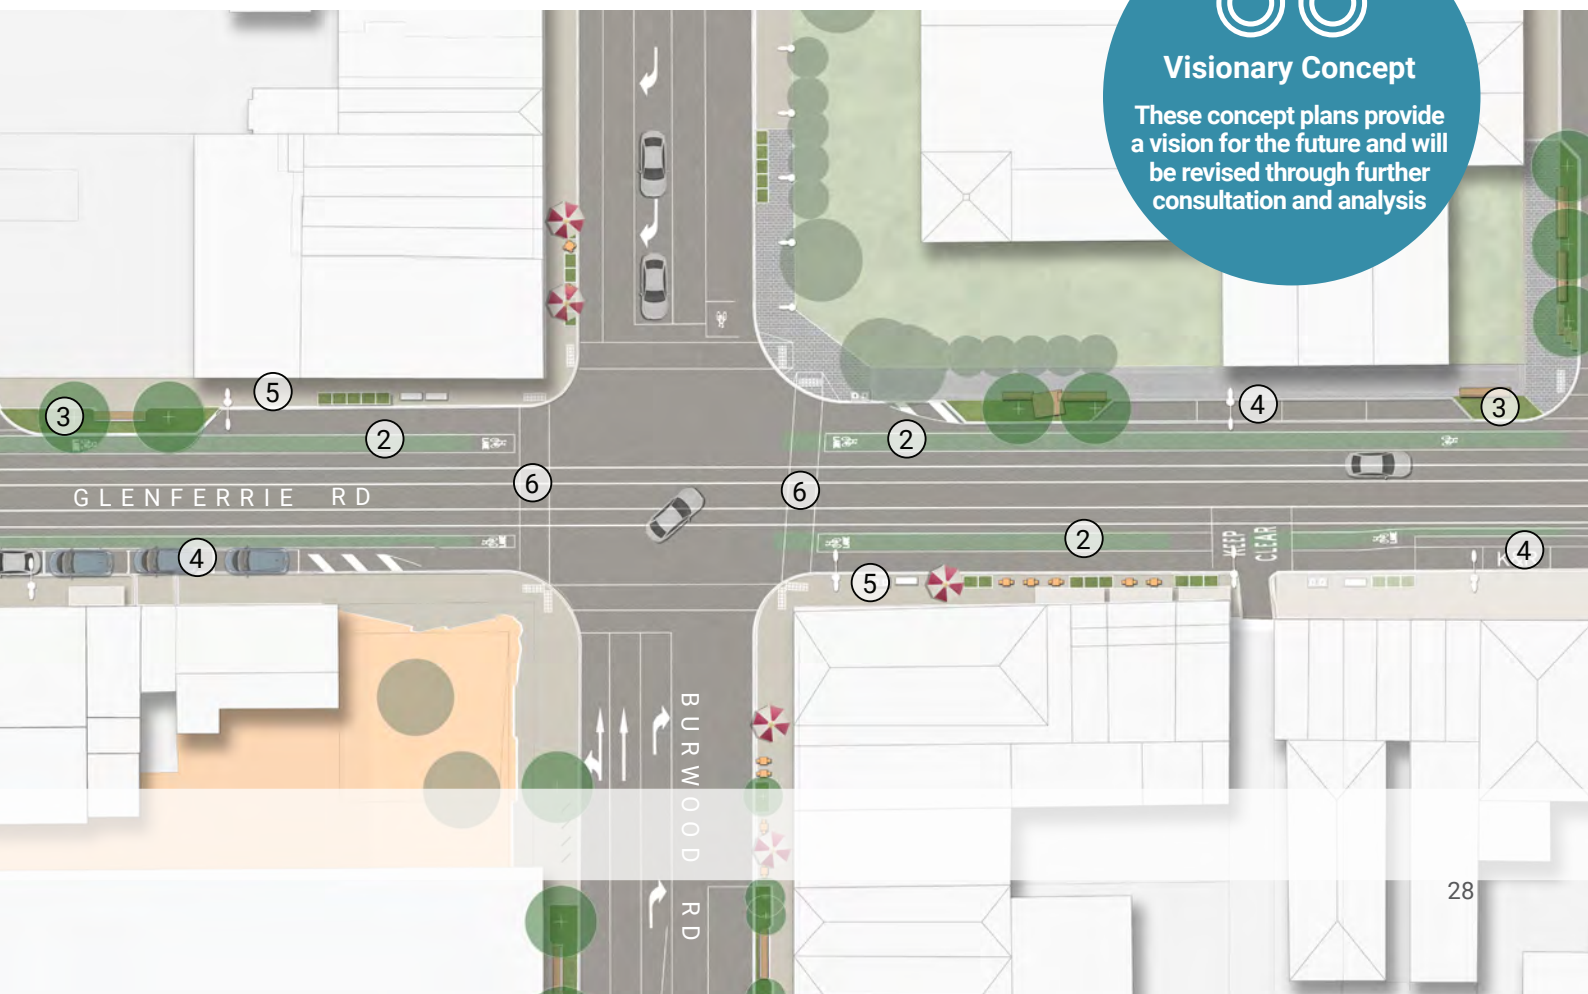 Visionary Concept
These concept plans provide
a vision for the future and will
be revised through further
consultation and analysis
5
3
4
3
2
2
6
6
GLENFERRIE RD
2
KEEP
CLEAR
4
4
5
BURWOOD RD
28